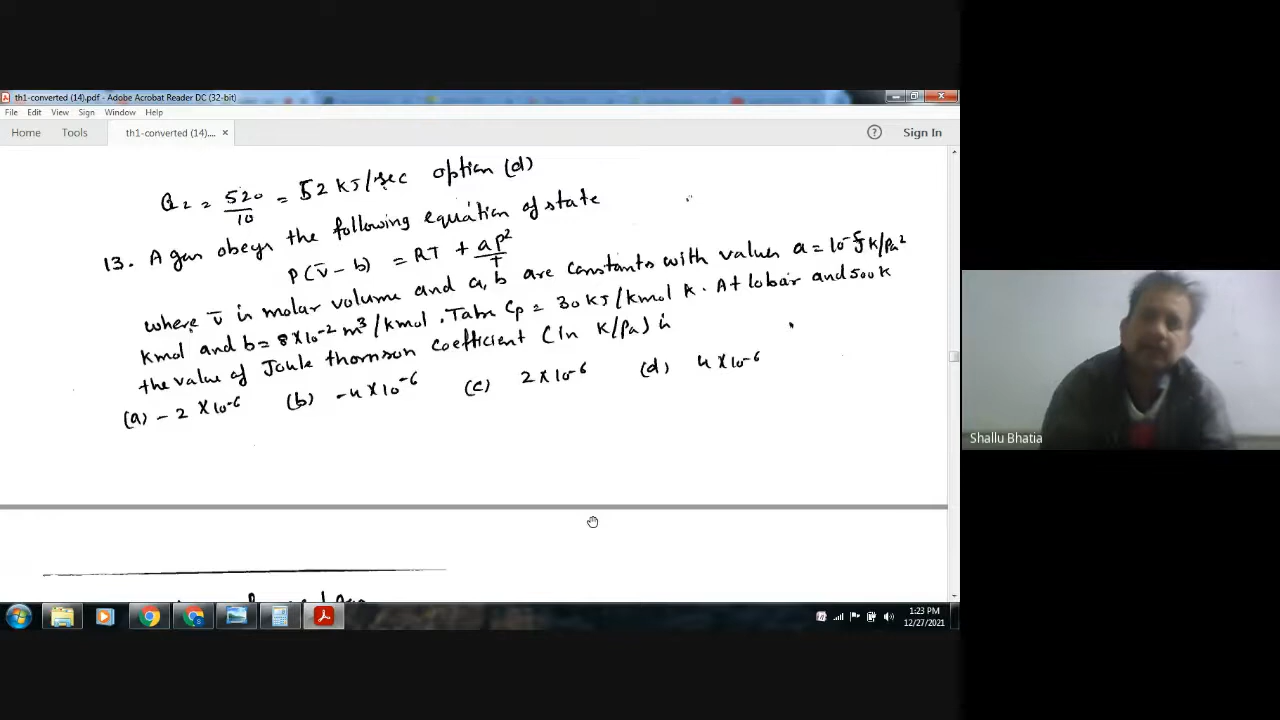 th1-converted (14).pdf - Adobe Acrobat Reader DC (32-bit)
File Edit View Sign Window Help
Home Tools th1-converted (14).... × ? Sign In
Q2 = 520/10 = 52 KJ/sec option (d)
13. A gas obeys the following equation of state
P(v̄ - b) = RT + aP²/T
where v̄ is molar volume and a, b are constants with values a = 10⁻⁵ J K/Pa²
kmol and b = 8×10⁻² m³/kmol. Take Cp = 30 KJ/kmol K. At 10 bar and 500 K
the value of Joule thomson coefficient (in K/Pa) is
(a) -2 × 10⁻⁶ (b) -4×10⁻⁶ (c) 2×10⁻⁶ (d) 4×10⁻⁶
Shallu Bhatia
1:23 PM
12/27/2021